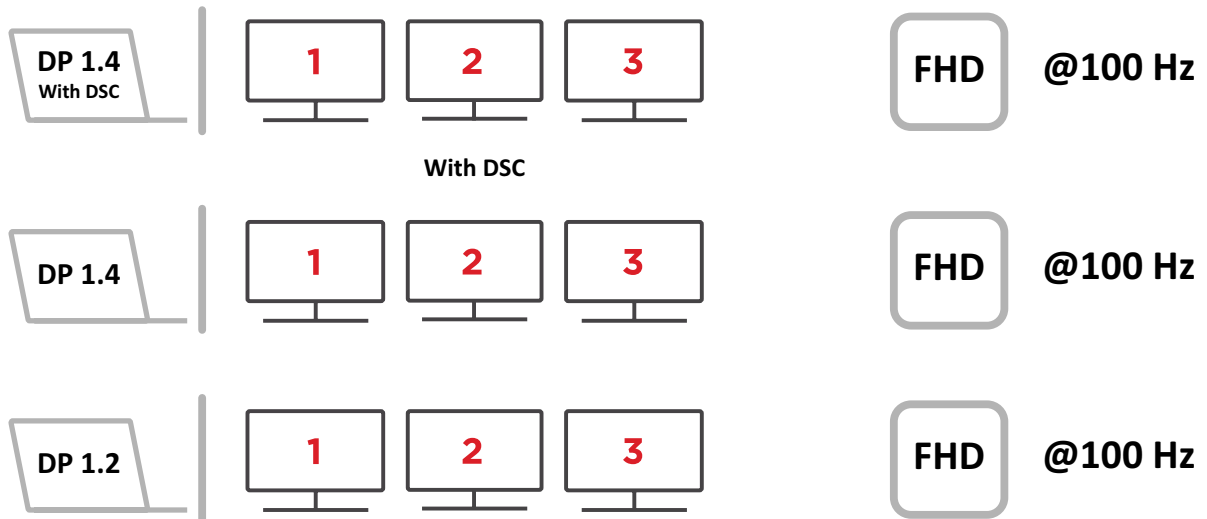 DP 1.4 1 2 3 FHD @100 Hz
With DSC
With DSC
DP 1.4 1 2 3 FHD @100 Hz
DP 1.2 1 2 3 FHD @100 Hz